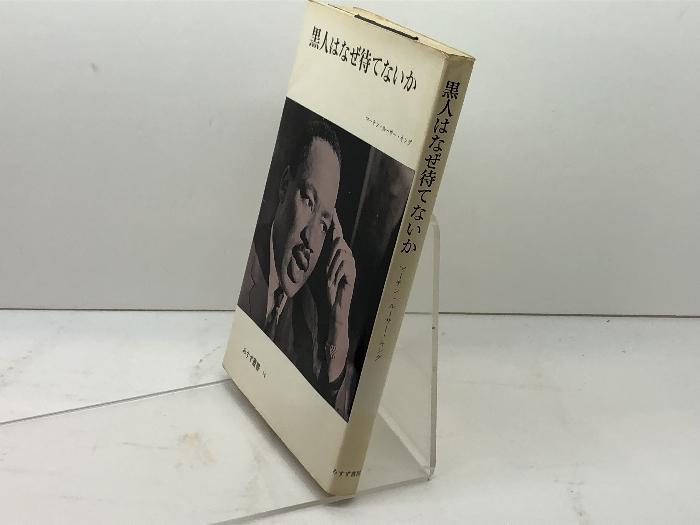 黒人はなぜ待てないか
マーチン・ルーサー・キング
みすず叢書
黒人はなぜ待てないか
マーチン・ルーサー・キング
みすず書房